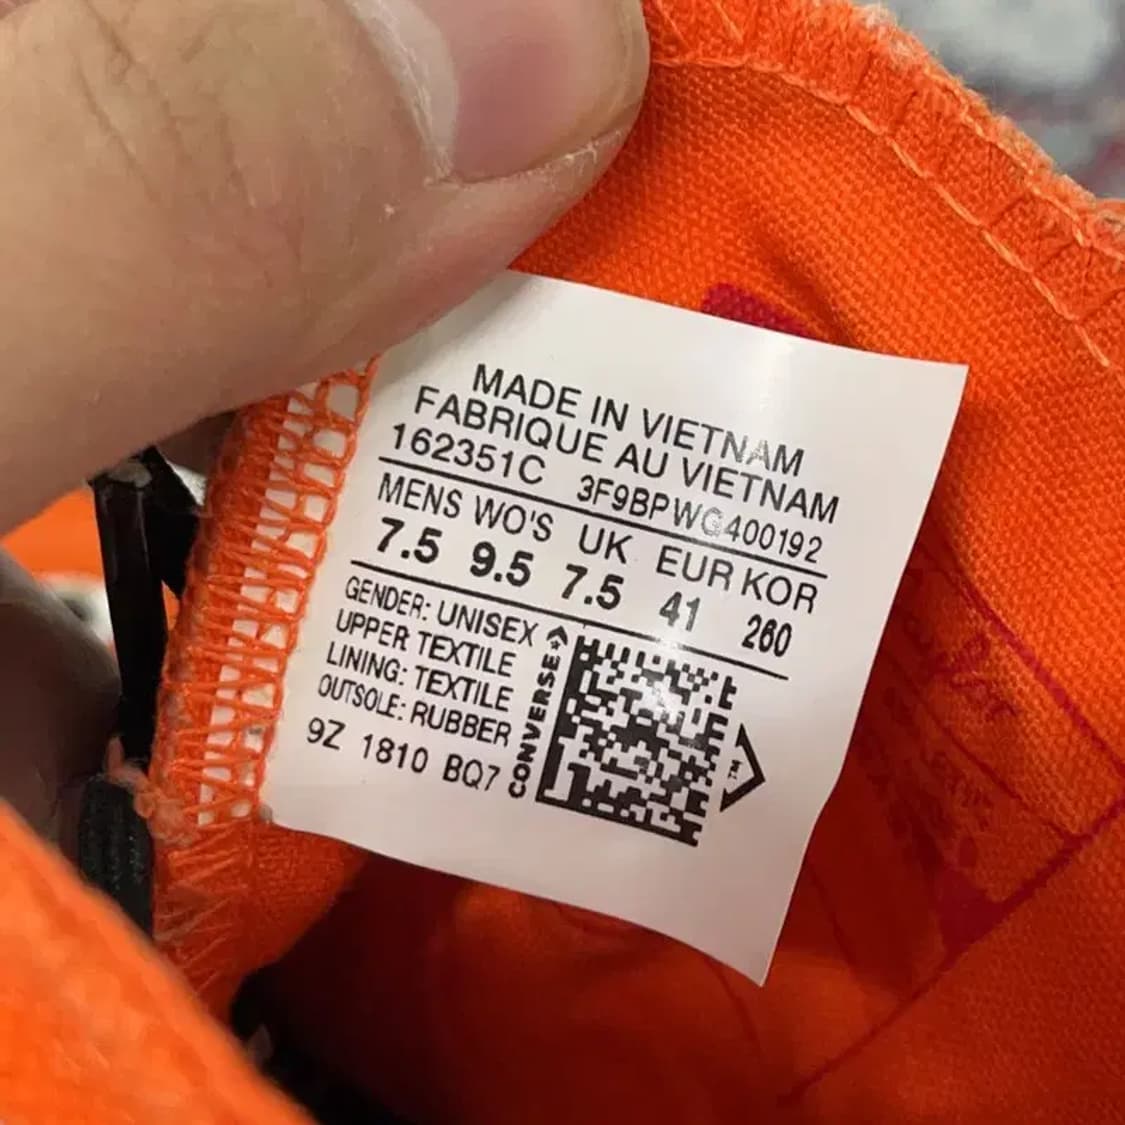 MADE IN VIETNAM
FABRIQUE AU VIETNAM
162351C 3F9BPWG400192
MENS WO'S UK EUR KOR
7.5 9.5 7.5 41 260
GENDER: UNISEX
UPPER TEXTILE
LINING: TEXTILE
OUTSOLE: RUBBER
9Z 1810 BQ7
CONVERSE
TM